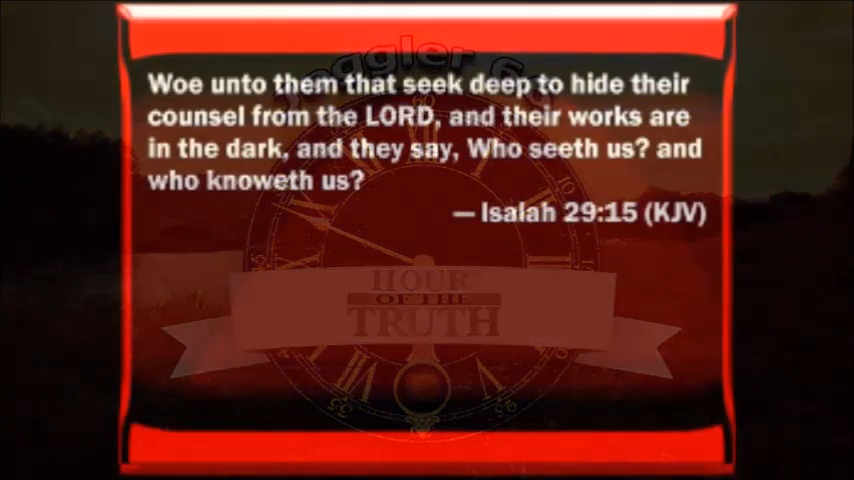 Joggler 66
Woe unto them that seek deep to hide their
counsel from the LORD, and their works are
in the dark, and they say, Who seeth us? and
who knoweth us?
— Isaiah 29:15 (KJV)
HOUR
OF THE
TRUTH